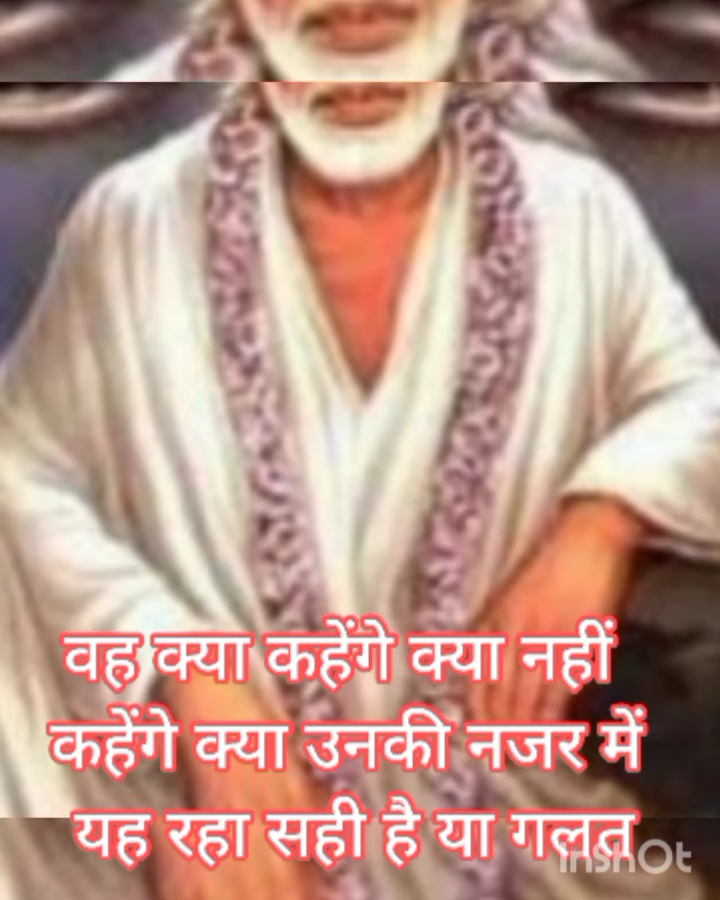 वह क्या कहेंगे क्या नहीं
कहेंगे क्या उनकी नजर में
यह रहा सही है या गलत
InShOt